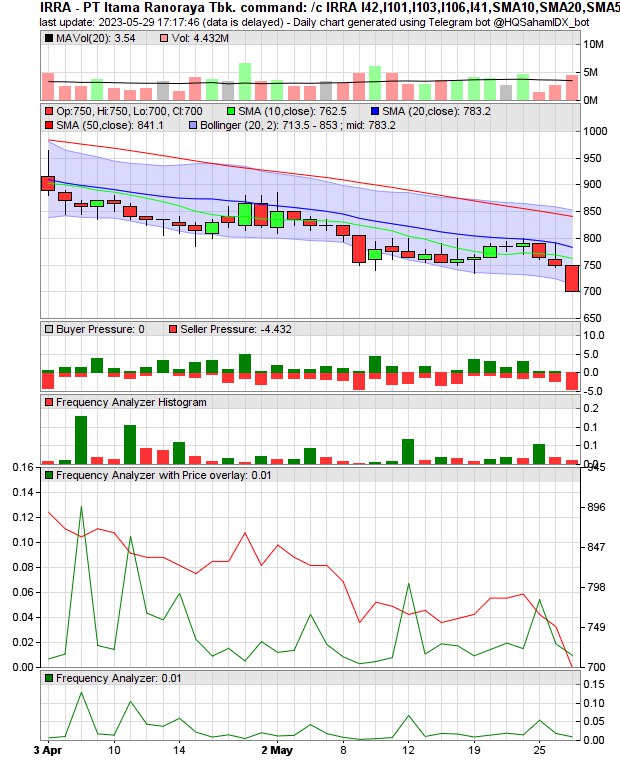 IRRA - PT Itama Ranoraya Tbk. command: /c IRRA I42,I101,I103,I106,I41,SMA10,SMA20,SMA5
last update: 2023-05-29 17:17:46 (data is delayed) - Daily chart generated using Telegram bot @HQSahamIDX_bot
MAVol(20): 3.54 Vol: 4.432M
10M
5M
0M
Op:750, Hi:750, Lo:700, Cl:700 SMA (10,close): 762.5 SMA (20,close): 783.2
SMA (50,close): 841.1 Bollinger (20, 2): 713.5 - 853 ; mid: 783.2
1000
950
900
850
800
750
700
650
Buyer Pressure: 0 Seller Pressure: -4.432
10.0
5.0
0.0
-5.0
Frequency Analyzer Histogram
0.2
0.1
0.1
0.0
Frequency Analyzer with Price overlay: 0.01
0.16
0.14
0.12
0.10
0.08
0.06
0.04
0.02
0.00
945
896
847
798
749
700
Frequency Analyzer: 0.01
0.15
0.10
0.05
0.00
3 Apr 10 14 2 May 8 12 19 25